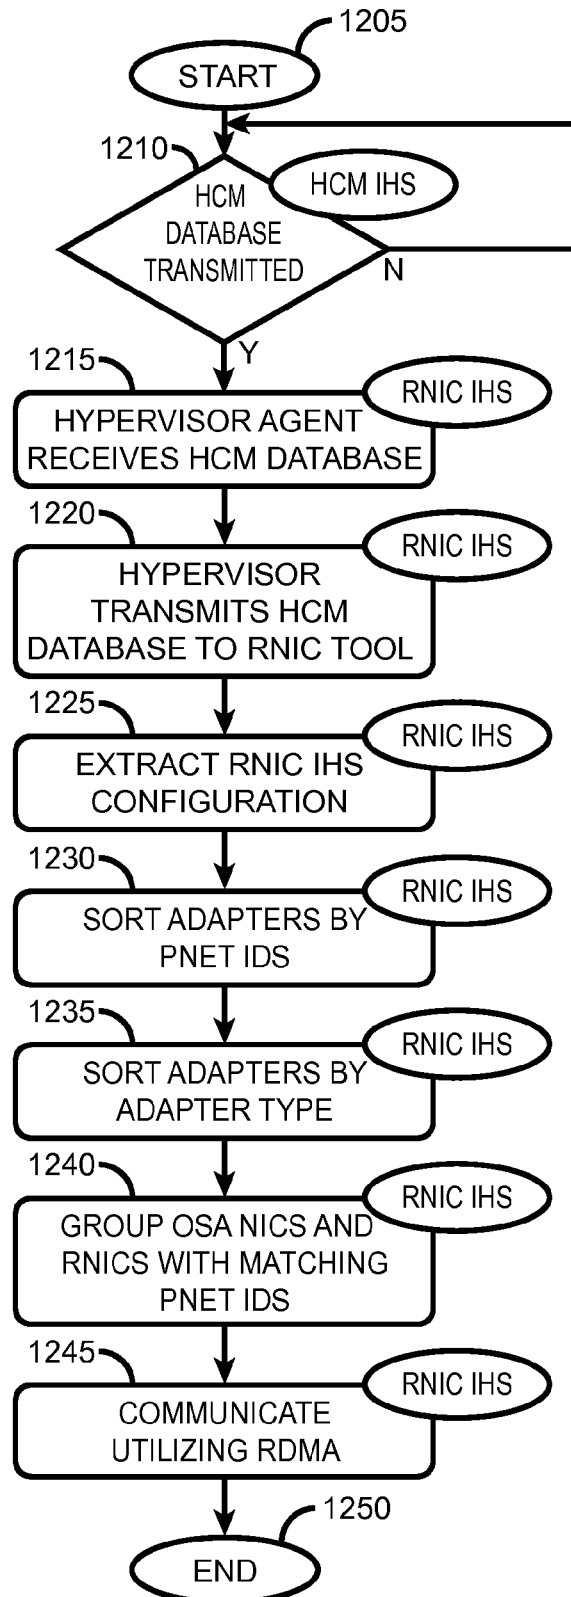 1205
START
1210
HCM IHS
HCM
DATABASE
TRANSMITTED
N
Y
1215
RNIC IHS
HYPERVISOR AGENT
RECEIVES HCM DATABASE
1220
RNIC IHS
HYPERVISOR
TRANSMITS HCM
DATABASE TO RNIC TOOL
1225
RNIC IHS
EXTRACT RNIC IHS
CONFIGURATION
1230
RNIC IHS
SORT ADAPTERS BY
PNET IDS
1235
RNIC IHS
SORT ADAPTERS BY
ADAPTER TYPE
1240
RNIC IHS
GROUP OSA NICS AND
RNICS WITH MATCHING
PNET IDS
1245
RNIC IHS
COMMUNICATE
UTILIZING RDMA
1250
END